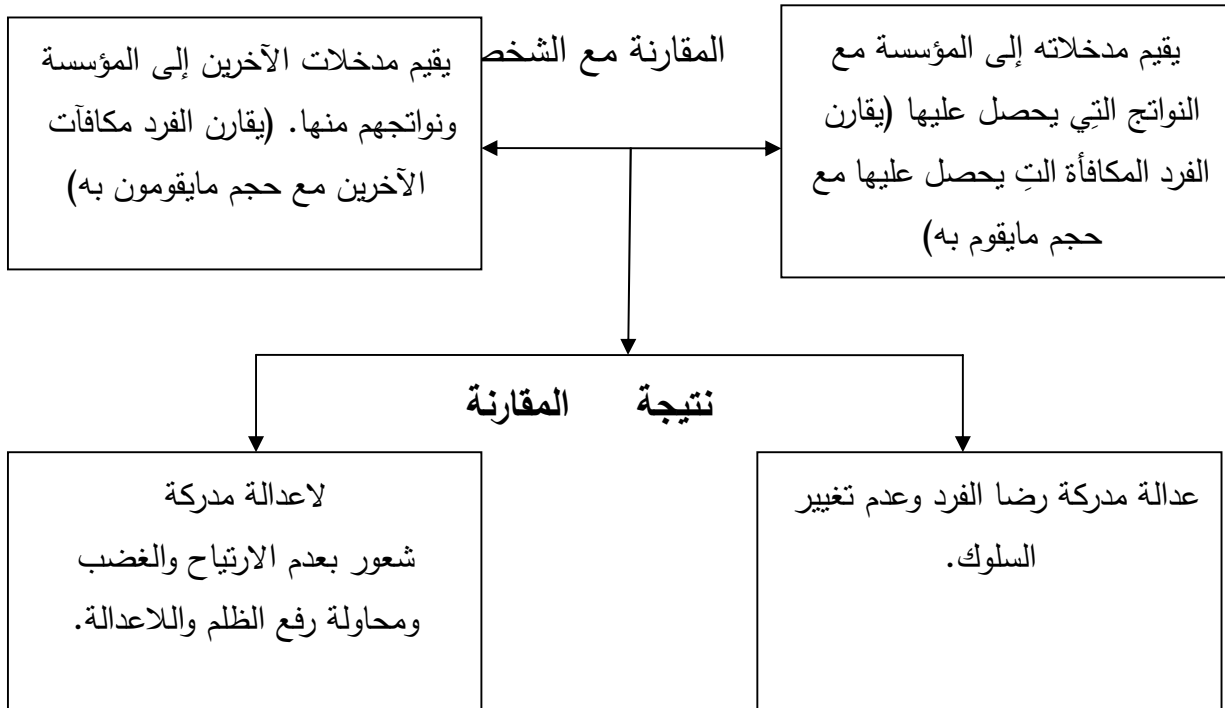 يقيم مدخلاته إلى المؤسسة مع
النواتج التِي يحصل عليها (يقارن
الفرد المكافأة التِ يحصل عليها مع
حجم مايقوم به)
المقارنة مع
يقيم مدخلات الآخرين إلى المؤسسة
ونواتجهم منها. (يقارن الفرد مكافآت
الآخرين مع حجم مايقومون به)
نتيجة المقارنة
عدالة مدركة رضا الفرد وعدم تغيير
السلوك.
لاعدالة مدركة
شعور بعدم الارتياح والغضب
ومحاولة رفع الظلم واللاعدالة.